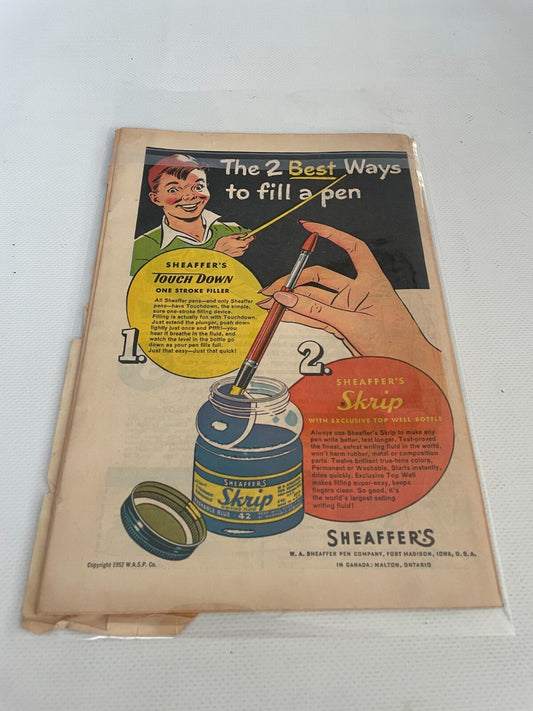 The 2 Best Ways
to fill a pen
SHEAFFER'S
TOUCH DOWN
ONE STROKE FILLER
All Sheaffer pens—and only Sheaffer
pens—have Touchdown, the simple,
sure one-stroke filling device.
Filling is actually fun with Touchdown.
Just extend the plunger, push down
lightly just once and Pffft!—you
hear it breathe in the fluid, and
watch the level in the bottle go
down as your pen fills full.
Just that easy—Just that quick!
1.
2.
SHEAFFER'S
Skrip
WITH EXCLUSIVE TOP WELL BOTTLE
Always use Sheaffer's Skrip to make any
pen write better, last longer. Test-proved
the finest, safest writing fluid in the world,
won't harm rubber, metal or composition
parts. Twelve brilliant true-tone colors,
Permanent or Washable. Starts instantly,
dries quickly. Exclusive Top Well
makes filling super-easy, keeps
fingers clean. So good, it's
the world's largest selling
writing fluid!
SHEAFFER'S
Skrip
WASHABLE BLUE 42
SHEAFFER'S
W. A. SHEAFFER PEN COMPANY, FORT MADISON, IOWA, U.S.A.
IN CANADA: MALTON, ONTARIO
Copyright 1952 W.A.S.P. Co.